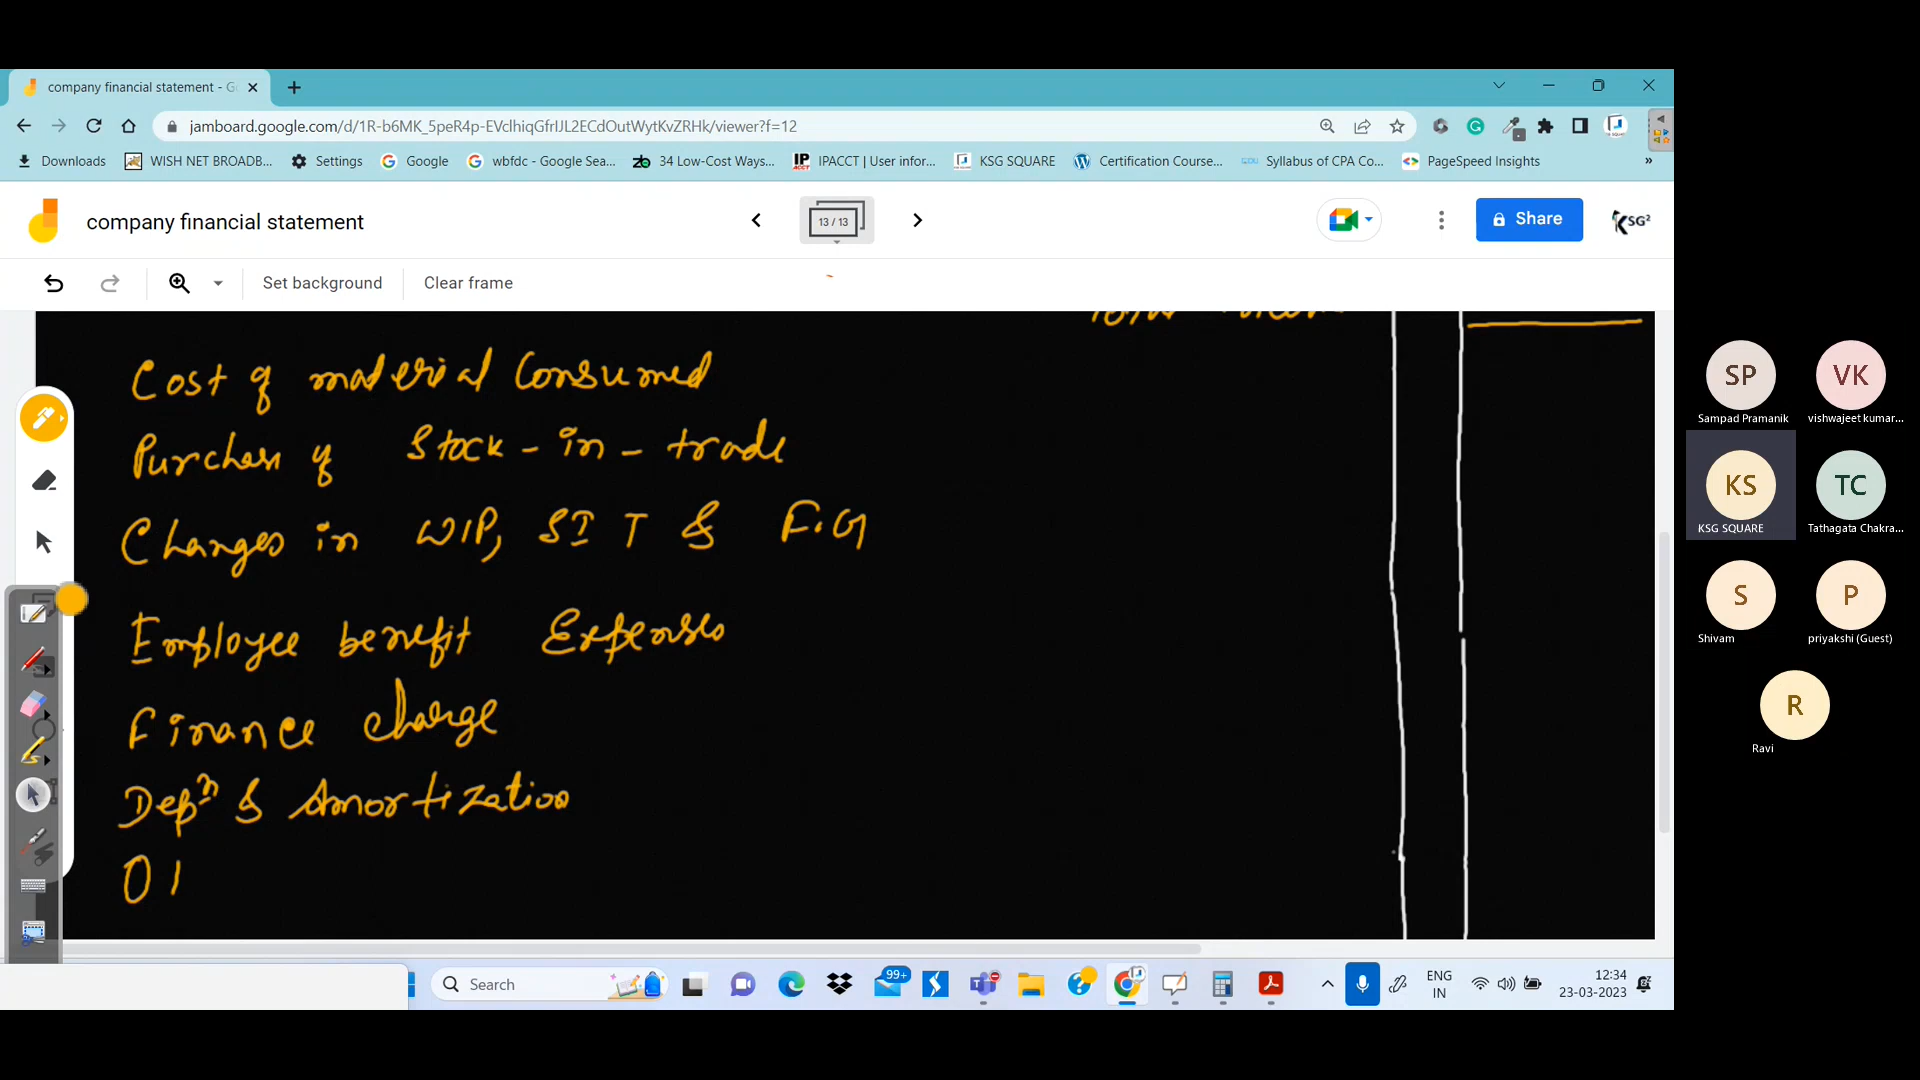 company financial statement - G
jamboard.google.com/d/1R-b6MK_5peR4p-EVclhiqGfrIJL2ECdOutWytKvZRHk/viewer?f=12
Downloads WISH NET BROADB... Settings Google wbfdc - Google Sea... 34 Low-Cost Ways... IPACCT | User infor... KSG SQUARE Certification Course... Syllabus of CPA Co... PageSpeed Insights »
company financial statement
13 / 13
Share
KSG²
Set background Clear frame
Cost of material Consumed
Purchase of Stock-in-trade
Changes in WIP, SIT & F.G
Employee benefit Expenses
Finance charge
Depⁿ & Amortization
O
SP VK
Sampad Pramanik vishwajeet kumar...
KS TC
KSG SQUARE Tathagata Chakra...
S P
Shivam priyakshi (Guest)
R
Ravi
Search
99+
ENG
IN
12:34
23-03-2023